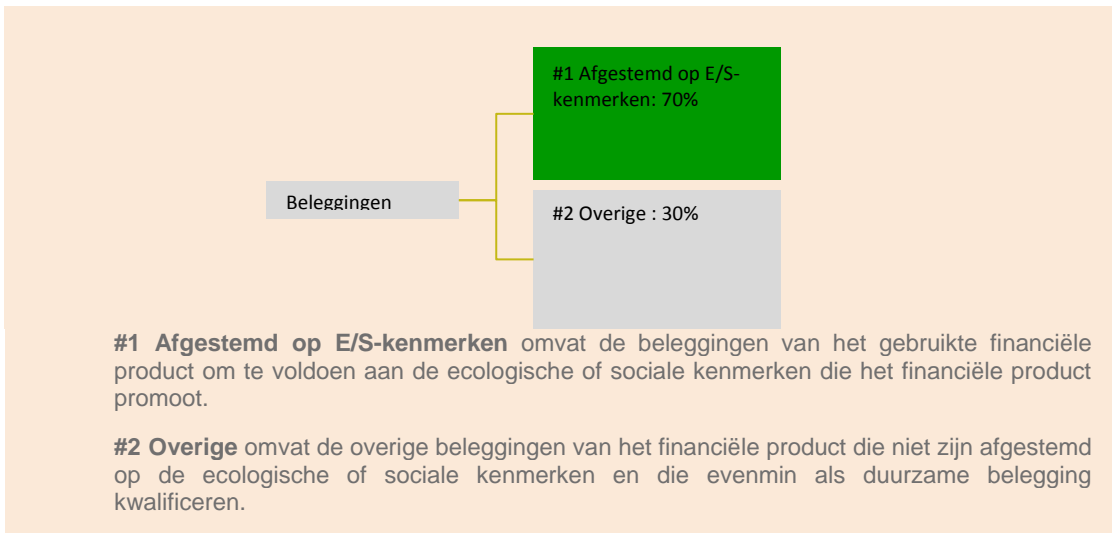 #1 Afgestemd op E/S-
kenmerken: 70%
Beleggingen
#2 Overige : 30%
#1 Afgestemd op E/S-kenmerken omvat de beleggingen van het gebruikte financiële
product om te voldoen aan de ecologische of sociale kenmerken die het financiële product
promoot.
#2 Overige omvat de overige beleggingen van het financiële product die niet zijn afgestemd
op de ecologische of sociale kenmerken en die evenmin als duurzame belegging
kwalificeren.